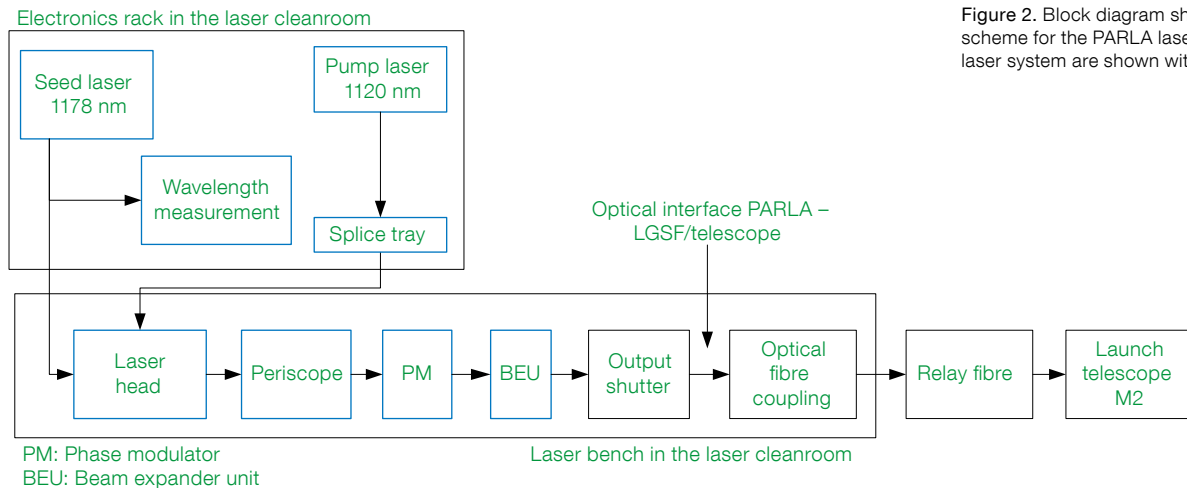 Electronics rack in the laser cleanroom
Figure 2. Block diagram sh
scheme for the PARLA lase
laser system are shown wit
Seed laser
1178 nm
Pump laser
1120 nm
Wavelength
measurement
Splice tray
Optical interface PARLA –
LGSF/telescope
Laser
head
Periscope
PM
BEU
Output
shutter
Optical
fibre
coupling
Relay fibre
Launch
telescope
M2
PM: Phase modulator
BEU: Beam expander unit
Laser bench in the laser cleanroom